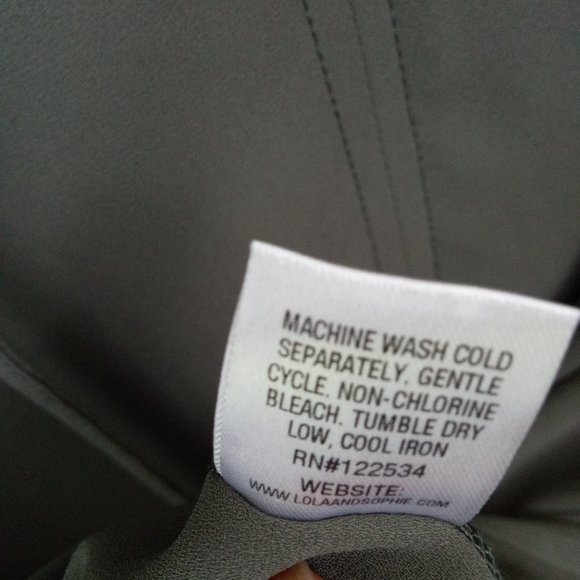 MACHINE WASH COLD
SEPARATELY. GENTLE
CYCLE. NON-CHLORINE
BLEACH. TUMBLE DRY
LOW, COOL IRON
RN#122534
WEBSITE:
WWW.LOLAANDSOPHIE.COM